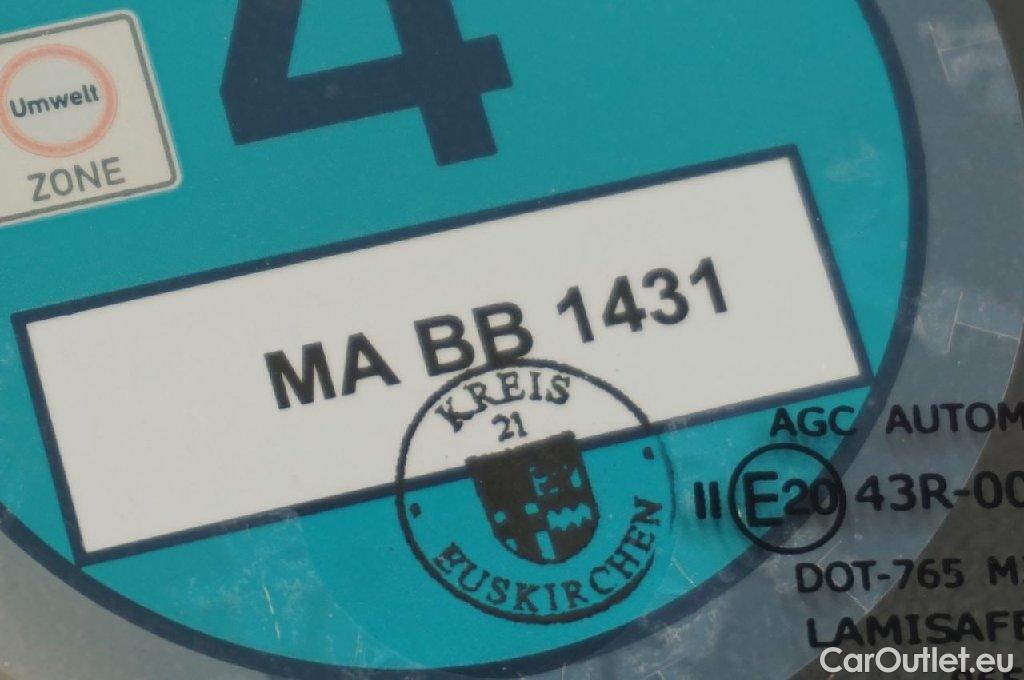 4
Umwelt
ZONE
MA BB 1431
KREIS
21
EUSKIRCHEN
AGC AUTOM
II E20 43R-00
DOT-765 M
LAMISAFE
CarOutlet.eu